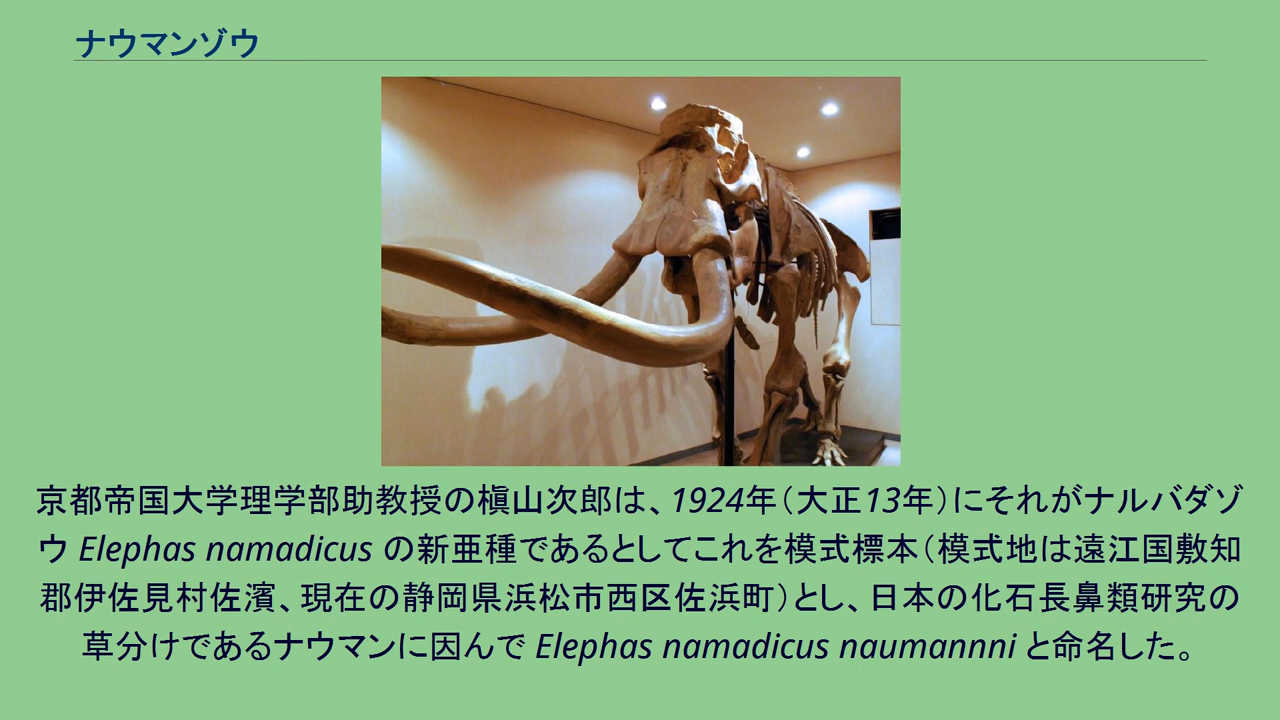 ナウマンゾウ
京都帝国大学理学部助教授の槇山次郎は、1924年（大正13年）にそれがナルバダゾ
ウ Elephas namadicus の新亜種であるとしてこれを模式標本（模式地は遠江国敷知
郡伊佐見村佐濱、現在の静岡県浜松市西区佐浜町）とし、日本の化石長鼻類研究の
草分けであるナウマンに因んで Elephas namadicus naumannni と命名した。